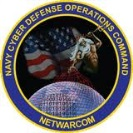 NAVY CYBER DEFENSE OPERATIONS COMMAND
NETWARCOM